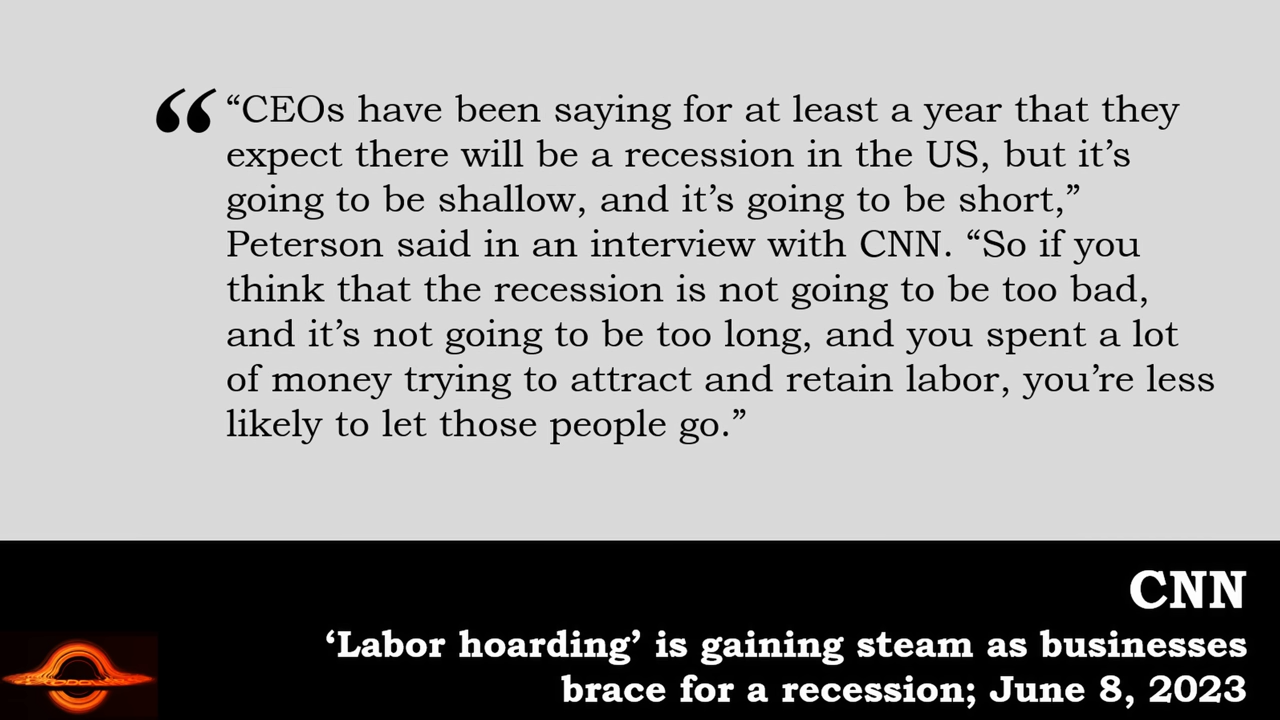 “
“CEOs have been saying for at least a year that they
expect there will be a recession in the US, but it’s
going to be shallow, and it’s going to be short,”
Peterson said in an interview with CNN. “So if you
think that the recession is not going to be too bad,
and it’s not going to be too long, and you spent a lot
of money trying to attract and retain labor, you’re less
likely to let those people go.”
CNN
‘Labor hoarding’ is gaining steam as businesses
brace for a recession; June 8, 2023